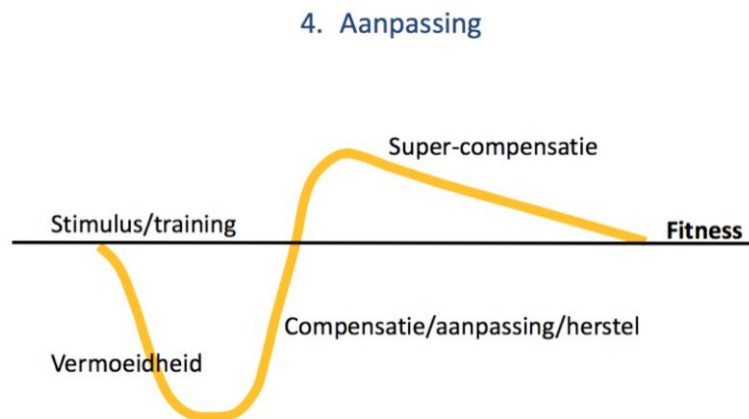 4. Aanpassing
Super-compensatie
Stimulus/training
Fitness
Compensatie/aanpassing/herstel
Vermoeidheid